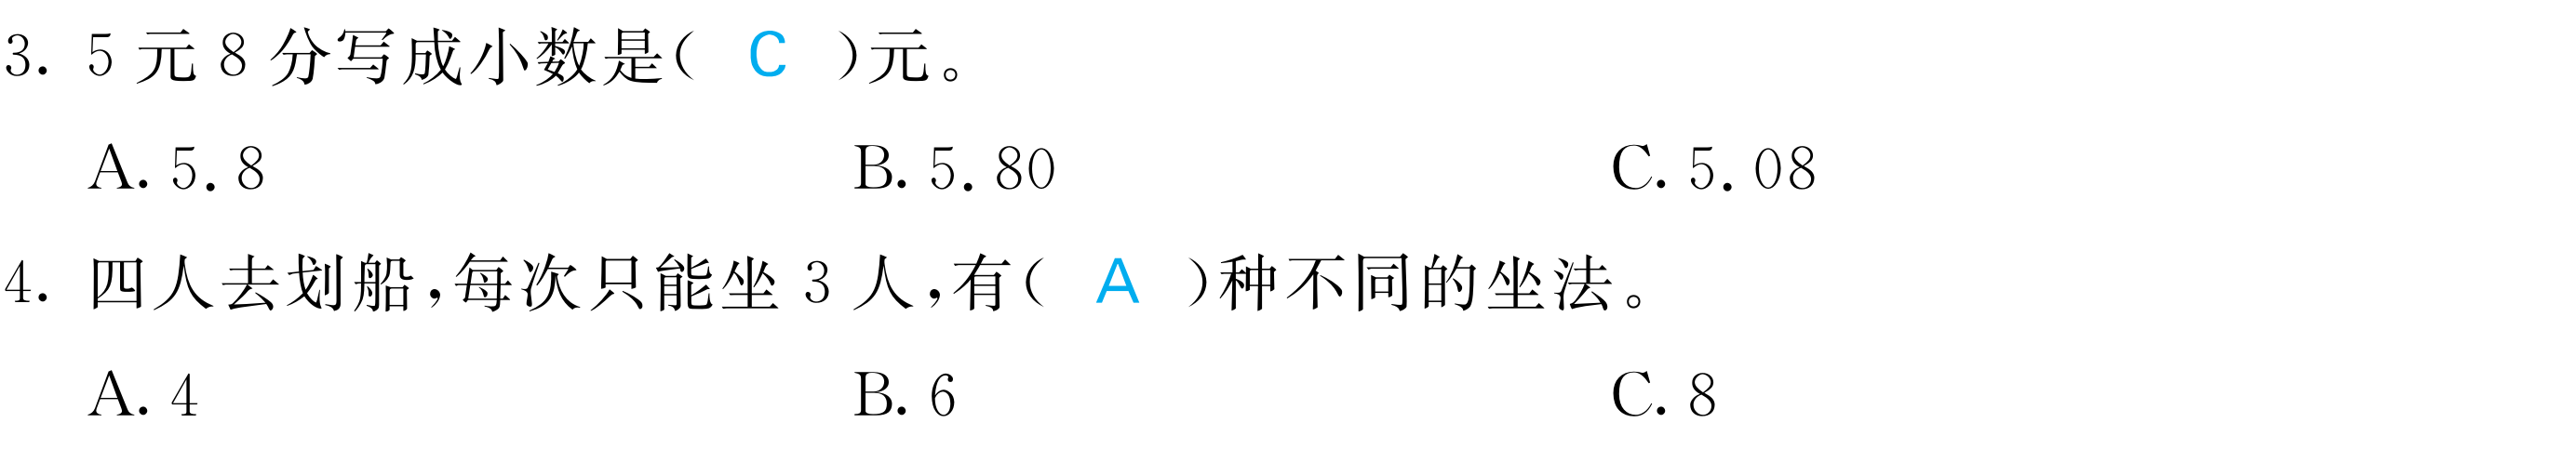 3. 5 元 8 分写成小数是( C )元。
A. 5.8 B. 5.80 C. 5.08
4. 四人去划船,每次只能坐 3 人,有( A )种不同的坐法。
A. 4 B. 6 C. 8